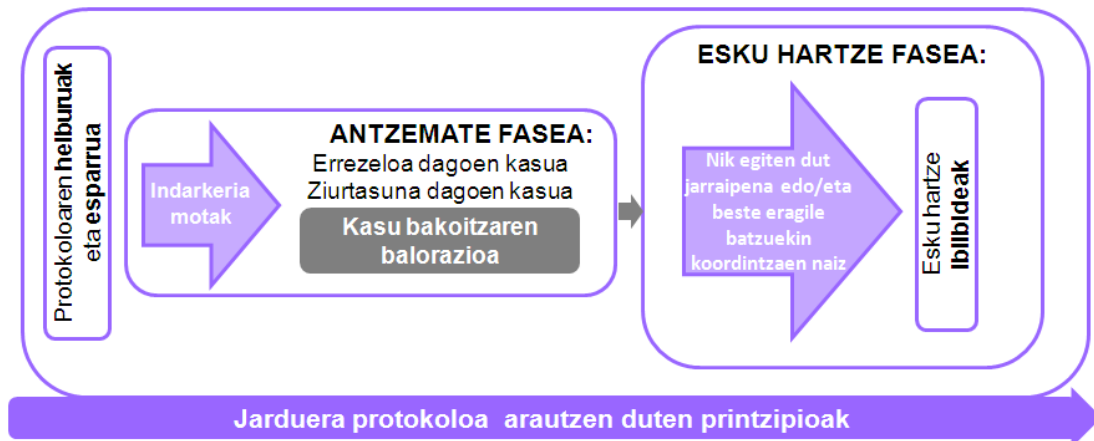 Protokoloaren helburuak
eta esparrua
Indarkeria
motak
ANTZEMATE FASEA:
Errezeloa dagoen kasua
Ziurtasuna dagoen kasua
Kasu bakoitzaren
balorazioa
ESKU HARTZE FASEA:
Nik egiten dut
jarraipena edo/eta
beste eragile
batzuekin
koordintzaen naiz
Esku hartze
Iblibldeak
Jarduera protokoloa arautzen duten printzipioak